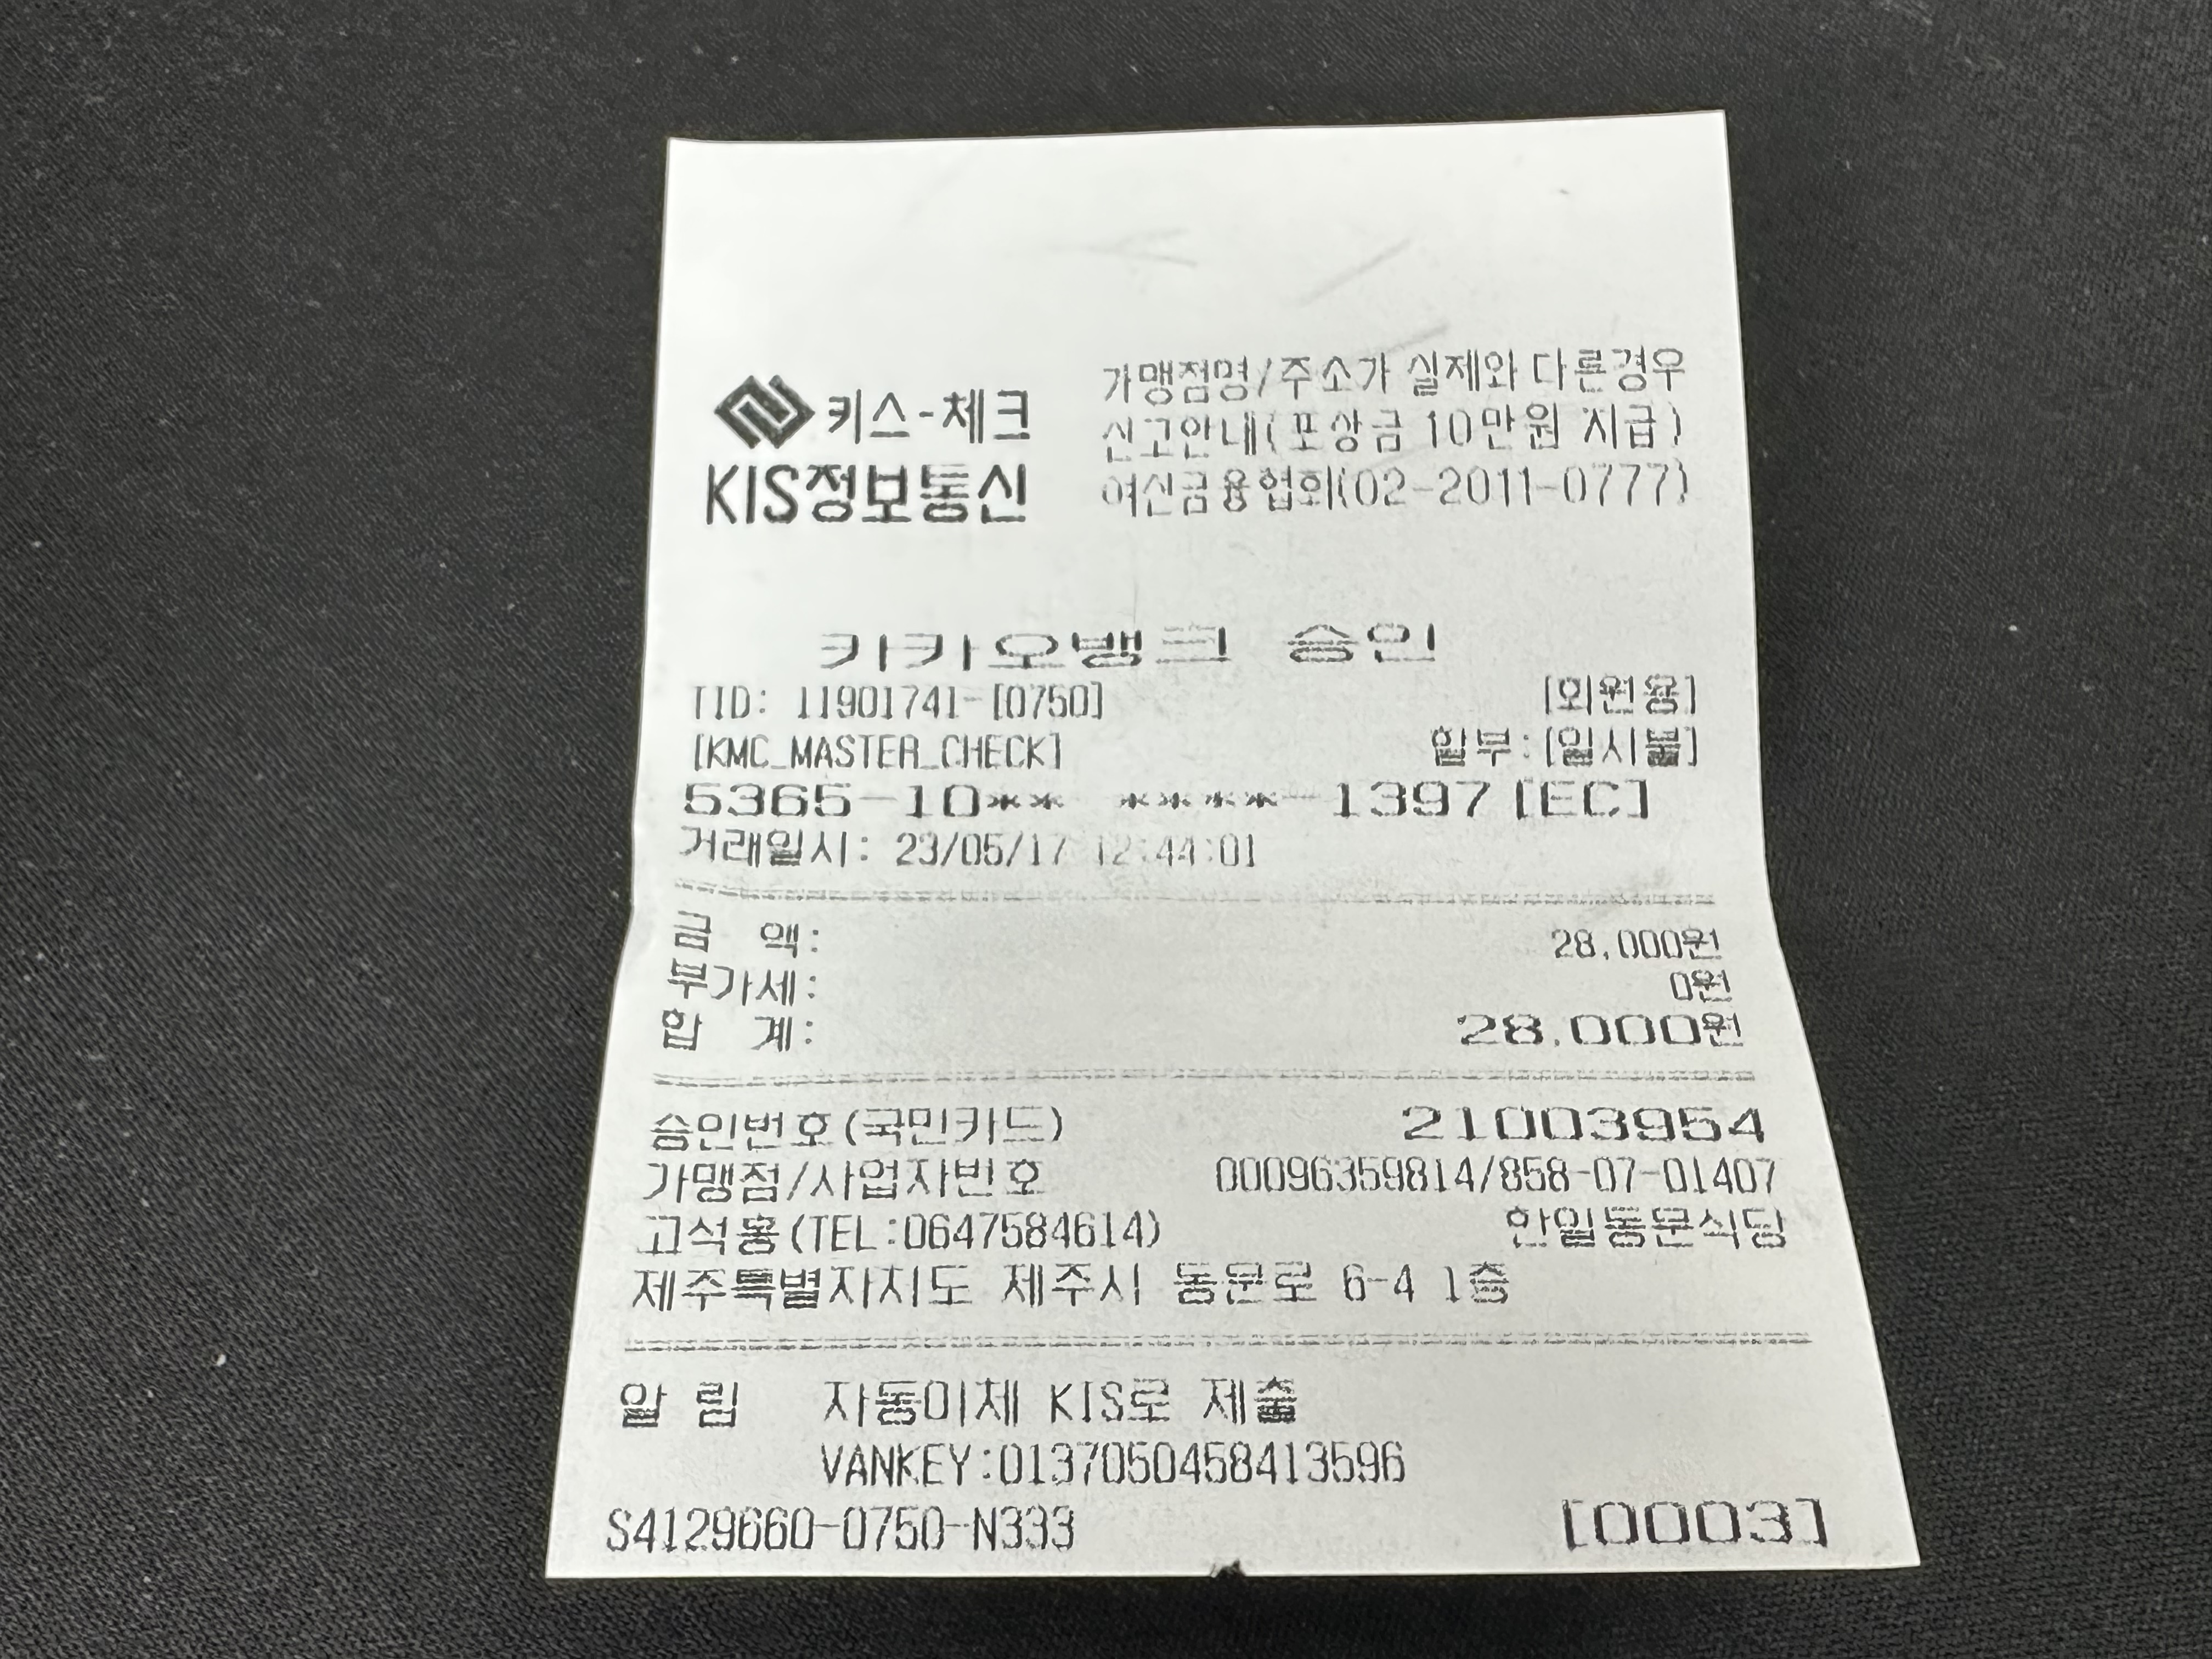 키스-체크
KIS정보통신
가맹점명/주소가 실제와 다른경우
신고안내(포상금 10만원 지급)
여신금융협회(02-2011-0777)
카카오뱅크 승인
TID: 11901741-[0750] [회원용]
[KMC_MASTER_CHECK] 할부:[일시불]
5365-10** ****-1397[EC]
거래일시: 23/05/17 12:44:01
금 액: 28,000원
부가세: 0원
합 계: 28,000원
승인번호(국민카드) 21003954
가맹점/사업자번호 00096359814/858-07-01407
고석용(TEL:0647584614) 한일동문식당
제주특별자치도 제주시 동문로 6-4 1층
알 림 자동이체 KIS로 제출
VANKEY:0137050458413596
S4129660-0750-N333 [0003]